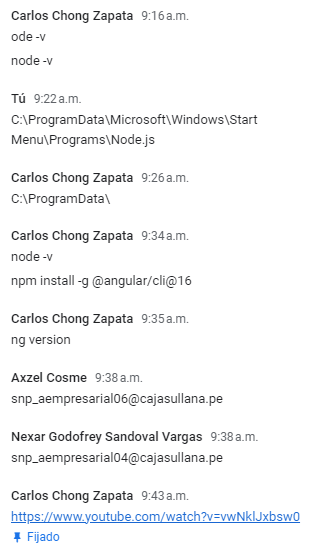 Carlos Chong Zapata 9:16 a.m.
ode -v
node -v
Tú 9:22 a.m.
C:\ProgramData\Microsoft\Windows\Start
Menu\Programs\Node.js
Carlos Chong Zapata 9:26 a.m.
C:\ProgramData\
Carlos Chong Zapata 9:34 a.m.
node -v
npm install -g @angular/cli@16
Carlos Chong Zapata 9:35 a.m.
ng version
Axzel Cosme 9:38 a.m.
snp_aempresarial06@cajasullana.pe
Nexar Godofrey Sandoval Vargas 9:38 a.m.
snp_aempresarial04@cajasullana.pe
Carlos Chong Zapata 9:43 a.m.
https://www.youtube.com/watch?v=vwNklJxbsw0
Fijado